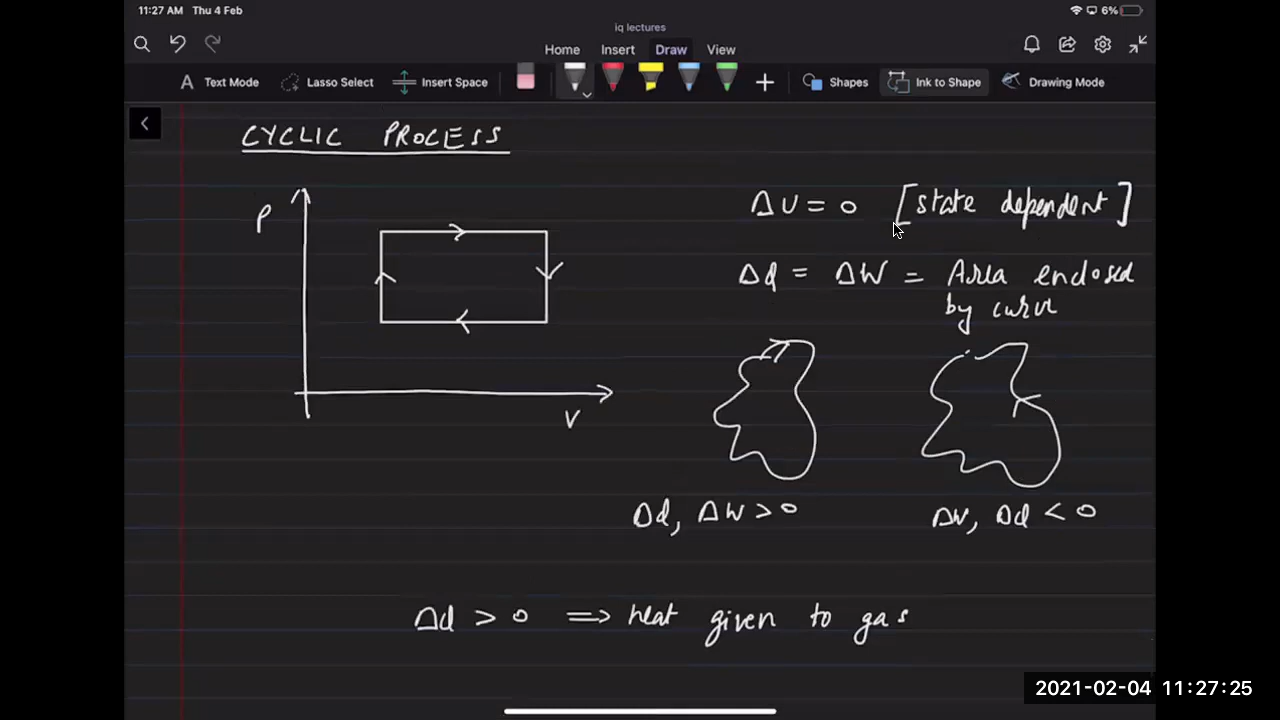 11:27 AM Thu 4 Feb
6%
iq lectures
Home Insert Draw View
Text Mode Lasso Select Insert Space Shapes Ink to Shape Drawing Mode
CYCLIC PROCESS
P
V
ΔU = 0 [state dependent]
ΔQ = ΔW = Area enclosed
by curve
ΔQ, ΔW > 0
ΔW, ΔQ < 0
ΔQ > 0 ⇒ heat given to gas
2021-02-04 11:27:25